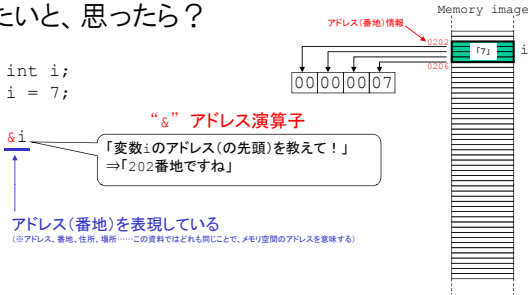 たいと、思ったら？
Memory image
アドレス(番地)情報
0202
「7」
i
0206
int i;
i = 7;
00 00 00 07
“&” アドレス演算子
&i
「変数iのアドレス(の先頭)を教えて！」
⇒「202番地ですね」
アドレス(番地)を表現している
(※アドレス、番地、住所、場所……この資料ではどれも同じことで、メモリ空間のアドレスを意味する)